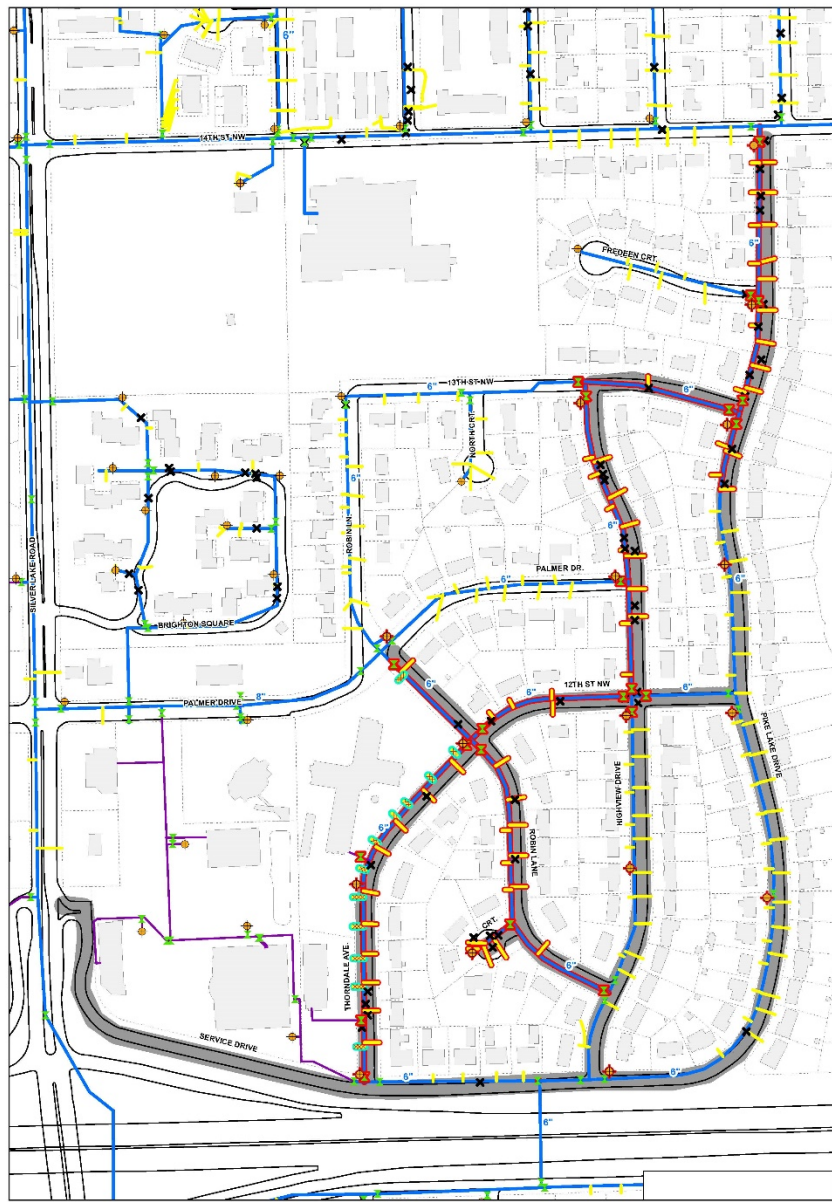 6"
14TH ST NW
6"
FREDEEN CRT.
13TH ST NW
6"
6"
NORTH CRT.
6"
ROBIN LN
6"
SILVER LAKE ROAD
PALMER DR.
6"
6"
BRIGHTON SQUARE
PALMER DRIVE
8"
6"
12TH ST NW
6"
6"
PIKE LAKE DRIVE
HIGHVIEW DRIVE
6"
ROBIN LANE
CRT.
6"
THORNDALE AVE.
SERVICE DRIVE
6"
6"
6"